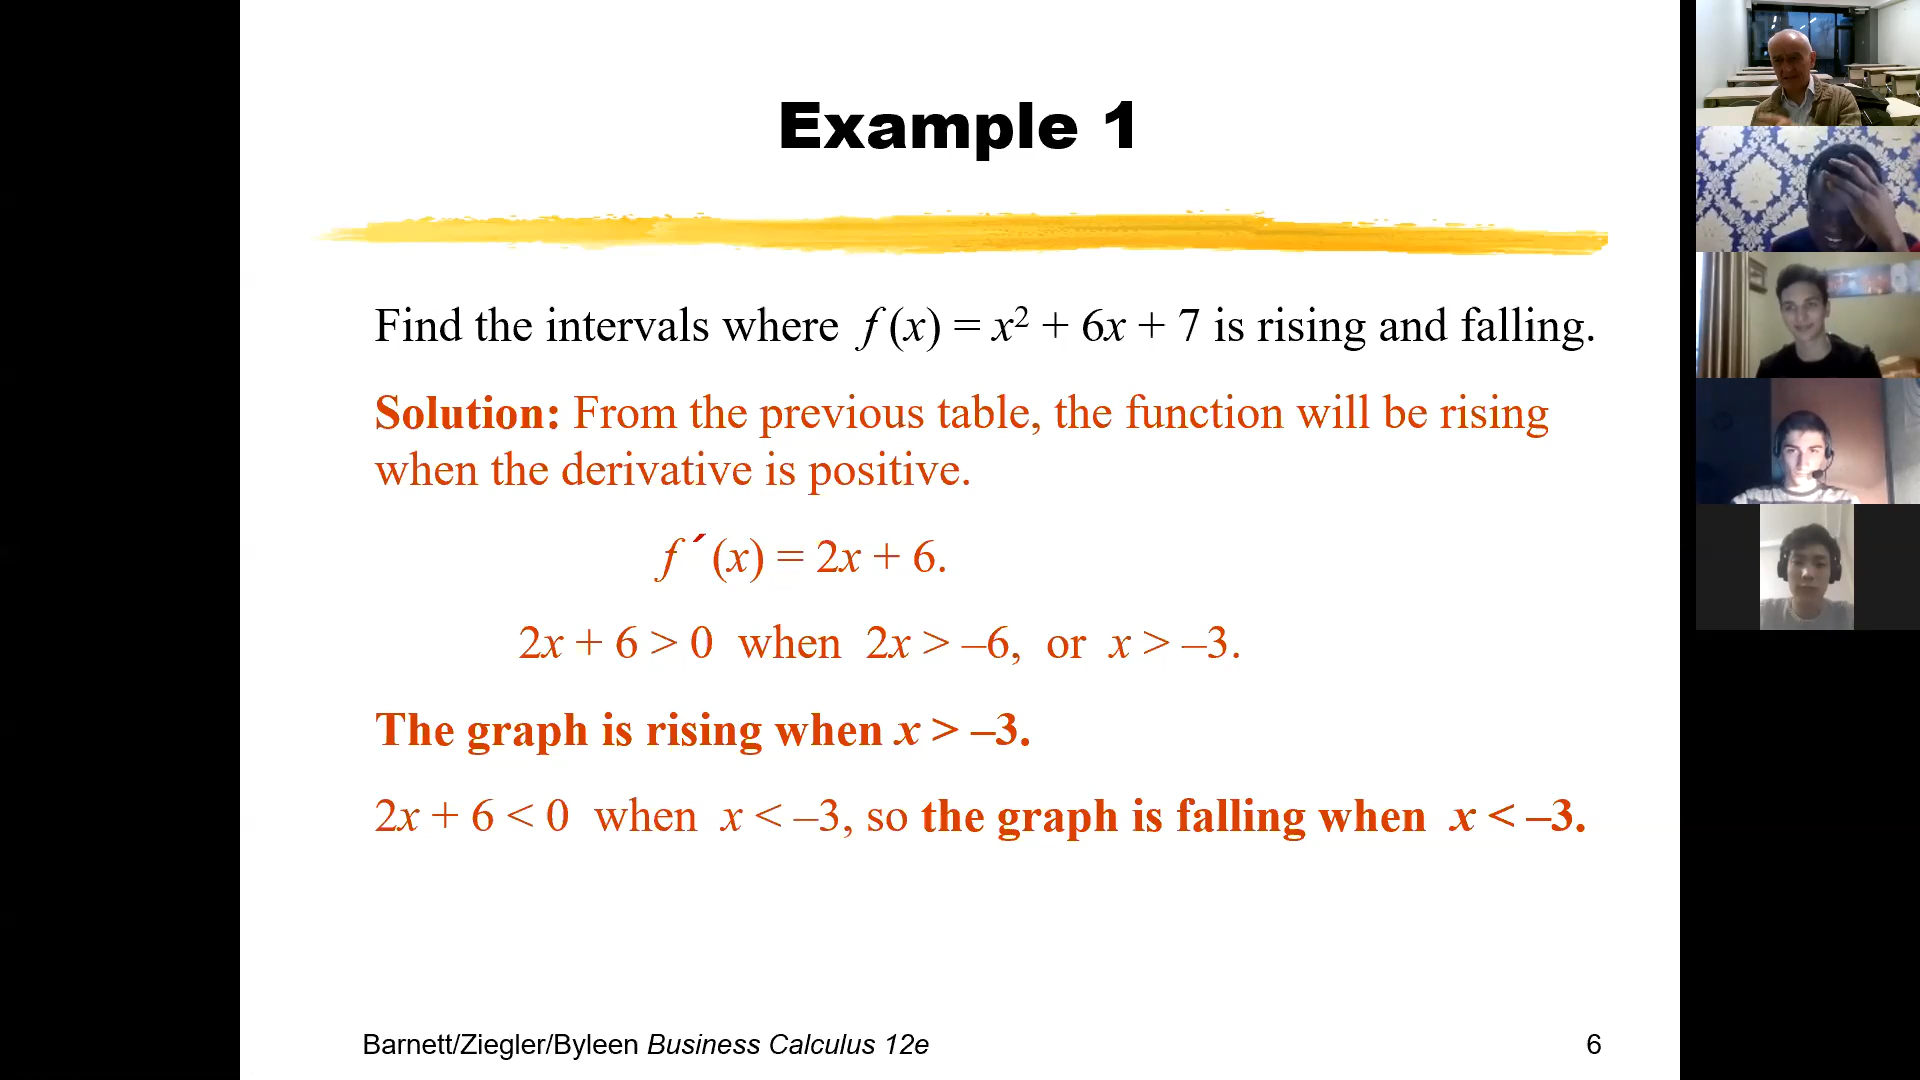 Example 1
Find the intervals where f (x) = x² + 6x + 7 is rising and falling.
Solution: From the previous table, the function will be rising
when the derivative is positive.
f ´ (x) = 2x + 6.
2x + 6 > 0 when 2x > –6, or x > –3.
The graph is rising when x > –3.
2x + 6 < 0 when x < –3, so the graph is falling when x < –3.
Barnett/Ziegler/Byleen Business Calculus 12e
6